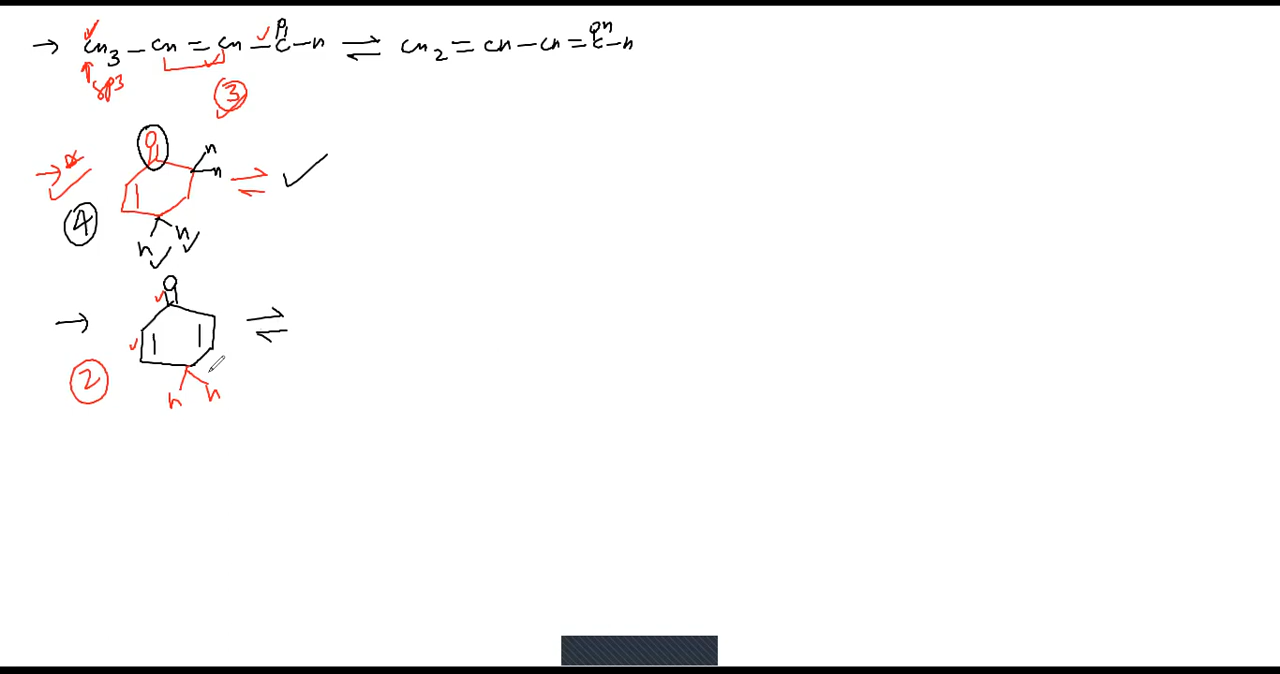 → CH3 – CH = CH – C – H ⇌ CH2 = CH – CH = C – H
O
OH
sp3
3
O
H
H
→ ⇌ ✓
4
H H
O
→ ⇌
2
H H